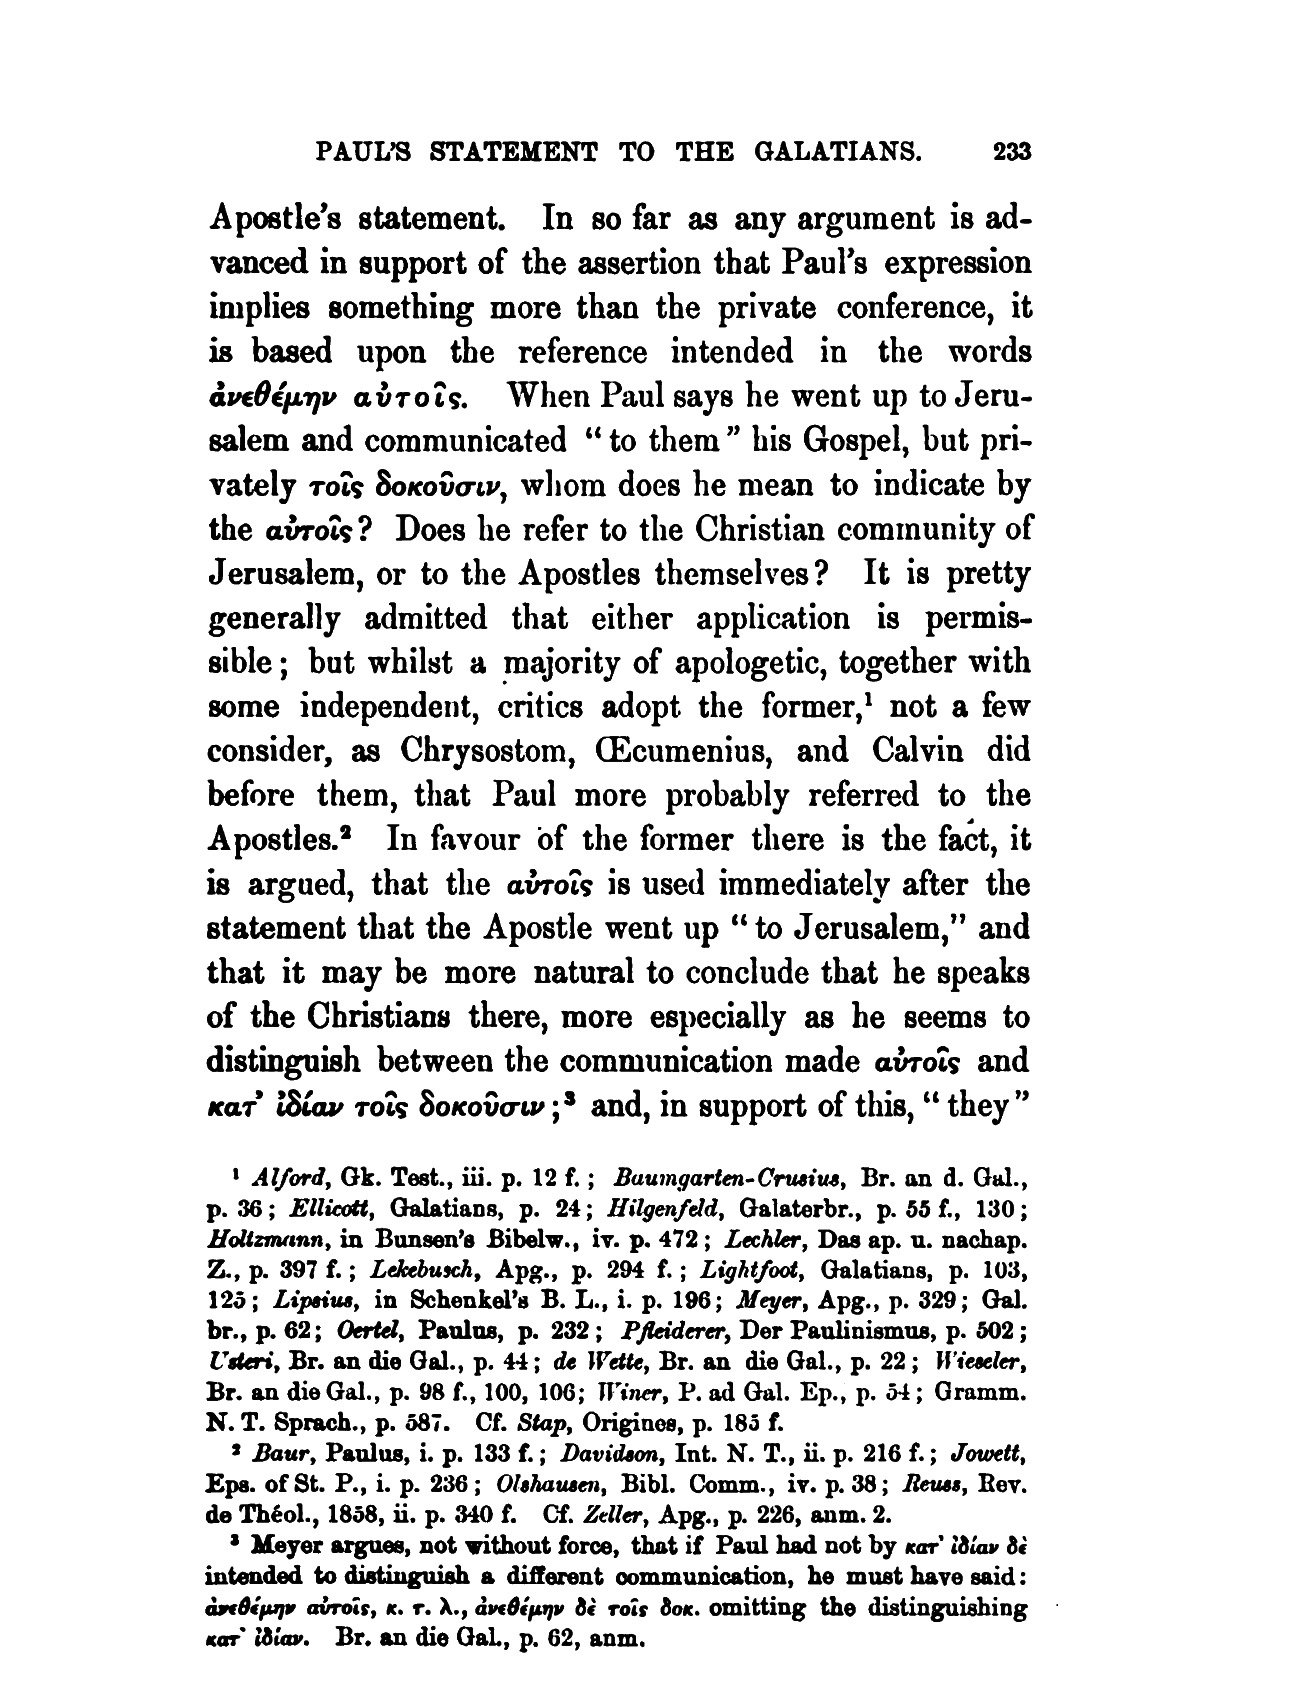 PAUL'S STATEMENT TO THE GALATIANS. 233
Apostle's statement. In so far as any argument is ad-
vanced in support of the assertion that Paul's expression
implies something more than the private conference, it
is based upon the reference intended in the words
ἀνεθέμην αὐτοῖς. When Paul says he went up to Jeru-
salem and communicated “to them” his Gospel, but pri-
vately τοῖς δοκοῦσιν, whom does he mean to indicate by
the αὐτοῖς? Does he refer to the Christian community of
Jerusalem, or to the Apostles themselves? It is pretty
generally admitted that either application is permis-
sible; but whilst a majority of apologetic, together with
some independent, critics adopt the former,¹ not a few
consider, as Chrysostom, Œcumenius, and Calvin did
before them, that Paul more probably referred to the
Apostles.² In favour of the former there is the fact, it
is argued, that the αὐτοῖς is used immediately after the
statement that the Apostle went up “to Jerusalem,” and
that it may be more natural to conclude that he speaks
of the Christians there, more especially as he seems to
distinguish between the communication made αὐτοῖς and
κατ’ ἰδίαν τοῖς δοκοῦσιν;³ and, in support of this, “they”
¹ Alford, Gk. Test., iii. p. 12 f.; Baumgarten-Crusius, Br. an d. Gal.,
p. 36; Ellicott, Galatians, p. 24; Hilgenfeld, Galaterbr., p. 55 f., 130;
Holtzmann, in Bunsen's Bibelw., iv. p. 472; Lechler, Das ap. u. nachap.
Z., p. 397 f.; Lekebusch, Apg., p. 294 f.; Lightfoot, Galatians, p. 103,
125; Lipsius, in Schenkel's B. L., i. p. 196; Meyer, Apg., p. 329; Gal.
br., p. 62; Oertel, Paulus, p. 232; Pfleiderer, Der Paulinismus, p. 502;
Usteri, Br. an die Gal., p. 44; de Wette, Br. an die Gal., p. 22; Wieseler,
Br. an die Gal., p. 98 f., 100, 106; Winer, P. ad Gal. Ep., p. 54; Gramm.
N. T. Sprach., p. 587. Cf. Stap, Origines, p. 185 f.
² Baur, Paulus, i. p. 133 f.; Davidson, Int. N. T., ii. p. 216 f.; Jowett,
Eps. of St. P., i. p. 236; Olshausen, Bibl. Comm., iv. p. 38; Reuss, Rev.
de Théol., 1858, ii. p. 340 f. Cf. Zeller, Apg., p. 226, anm. 2.
³ Meyer argues, not without force, that if Paul had not by κατ’ ἰδίαν δὲ
intended to distinguish a different communication, he must have said:
ἀνεθέμην αὐτοῖς, κ. τ. λ., ἀνεθέμην δὲ τοῖς δοκ. omitting the distinguishing
κατ’ ἰδίαν. Br. an die Gal., p. 62, anm.